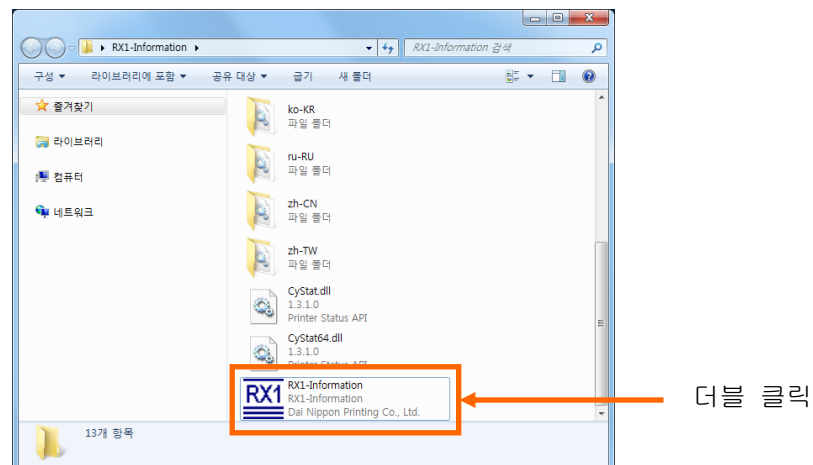 RX1-Information
RX1-Information 검색
구성 라이브러리에 포함 공유 대상 굽기 새 폴더
즐겨찾기
라이브러리
컴퓨터
네트워크
ko-KR
파일 폴더
ru-RU
파일 폴더
zh-CN
파일 폴더
zh-TW
파일 폴더
CyStat.dll
1.3.1.0
Printer Status API
CyStat64.dll
1.3.1.0
Printer Status API
RX1
RX1-Information
RX1-Information
Dai Nippon Printing Co., Ltd.
더블 클릭
13개 항목